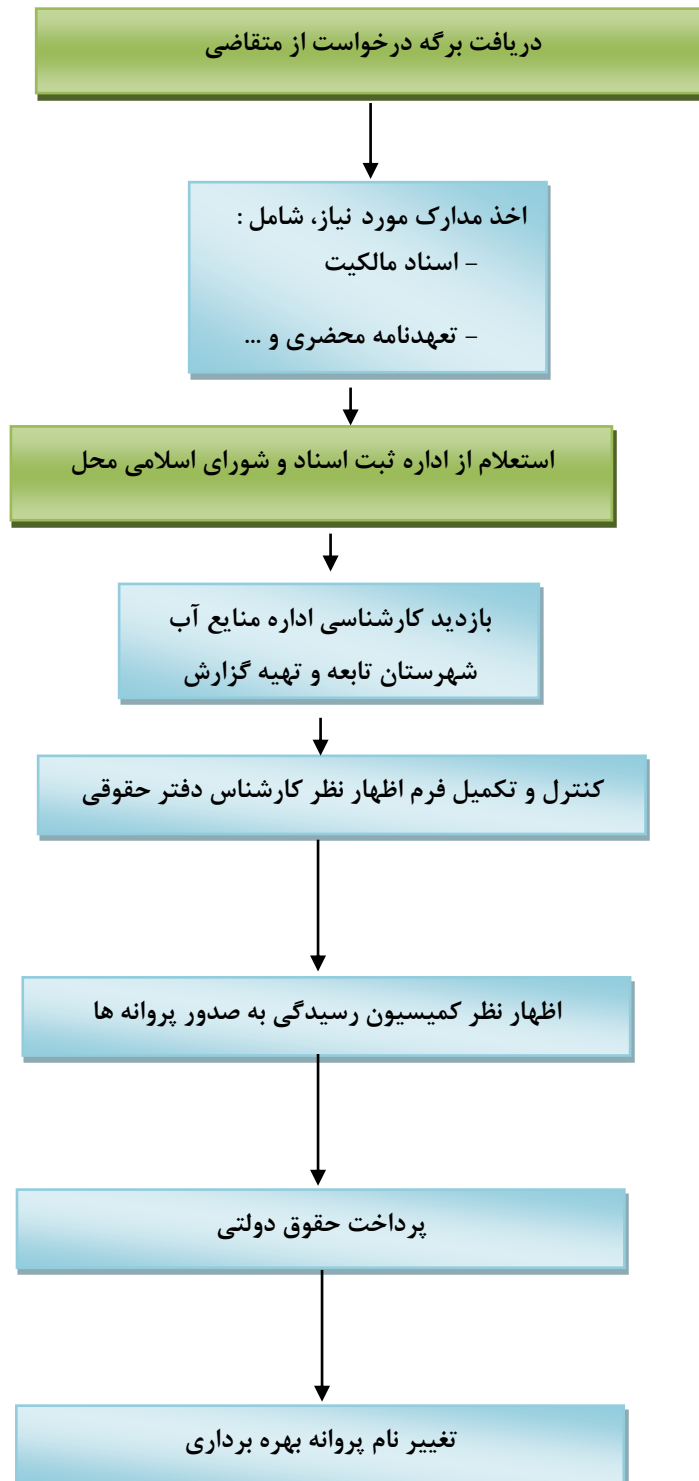 دریافت برگه درخواست از متقاضی
اخذ مدارک مورد نیاز، شامل :
- اسناد مالکیت
- تعهدنامه محضری و ...
استعلام از اداره ثبت اسناد و شورای اسلامی محل
بازدید کارشناسی اداره منایع آب
شهرستان تابعه و تهیه گزارش
کنترل و تکمیل فرم اظهار نظر کارشناس دفتر حقوقی
اظهار نظر کمیسیون رسیدگی به صدور پروانه ها
پرداخت حقوق دولتی
تغییر نام پروانه بهره برداری